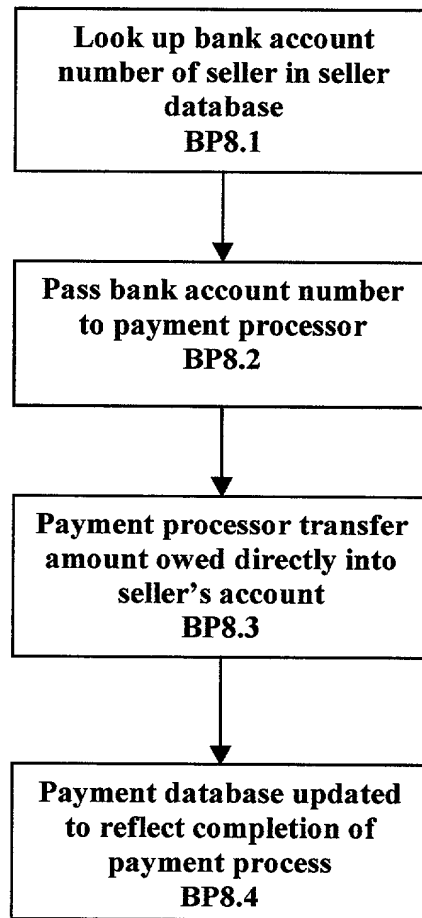 Look up bank account
number of seller in seller
database
BP8.1
Pass bank account number
to payment processor
BP8.2
Payment processor transfer
amount owed directly into
seller's account
BP8.3
Payment database updated
to reflect completion of
payment process
BP8.4